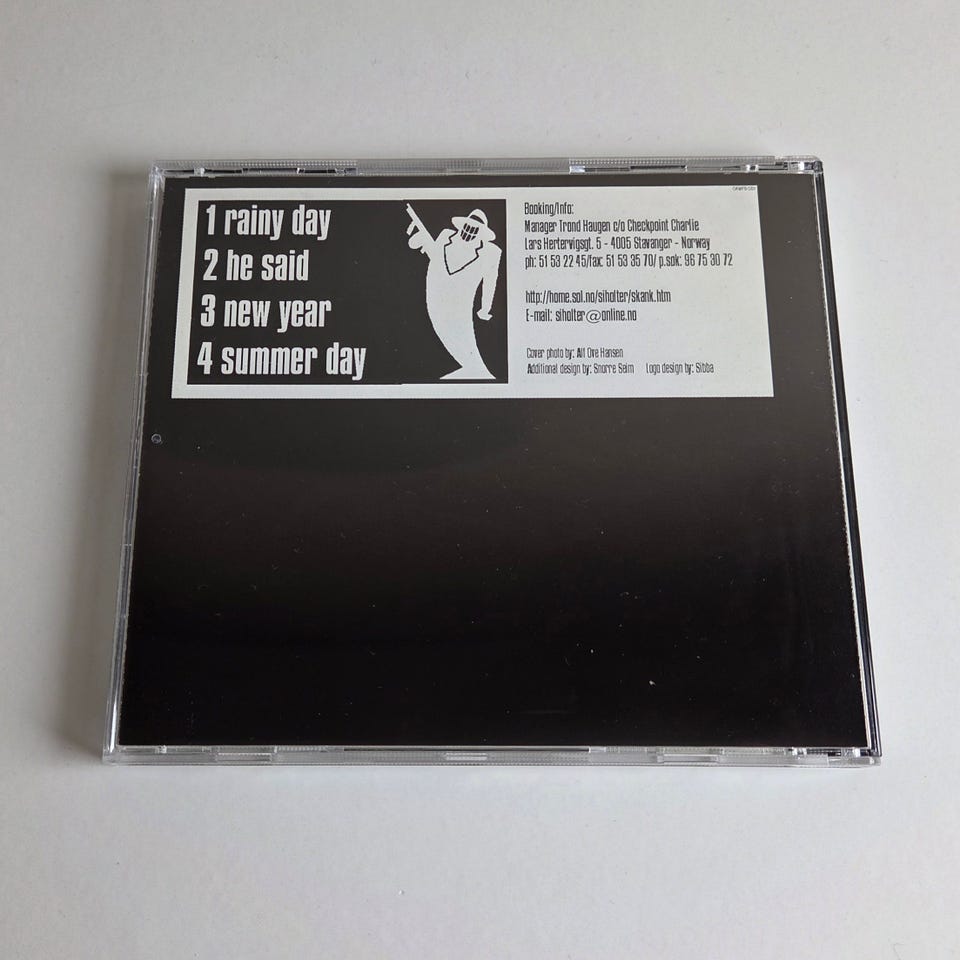 1 rainy day
2 he said
3 new year
4 summer day
Booking/Info:
Manager Trond Haugen c/o Checkpoint Charlie
Lars Hertervigsgt. 5 - 4005 Stavanger - Norway
ph: 51 53 22 45/fax: 51 53 35 70/ p.sok: 96 75 30 72
http://home.sol.no/siholter/skank.htm
E-mail: siholter@online.no
Cover photo by: Alf Ove Hansen
Additional design by: Snorre Seim Logo design by: Sibba